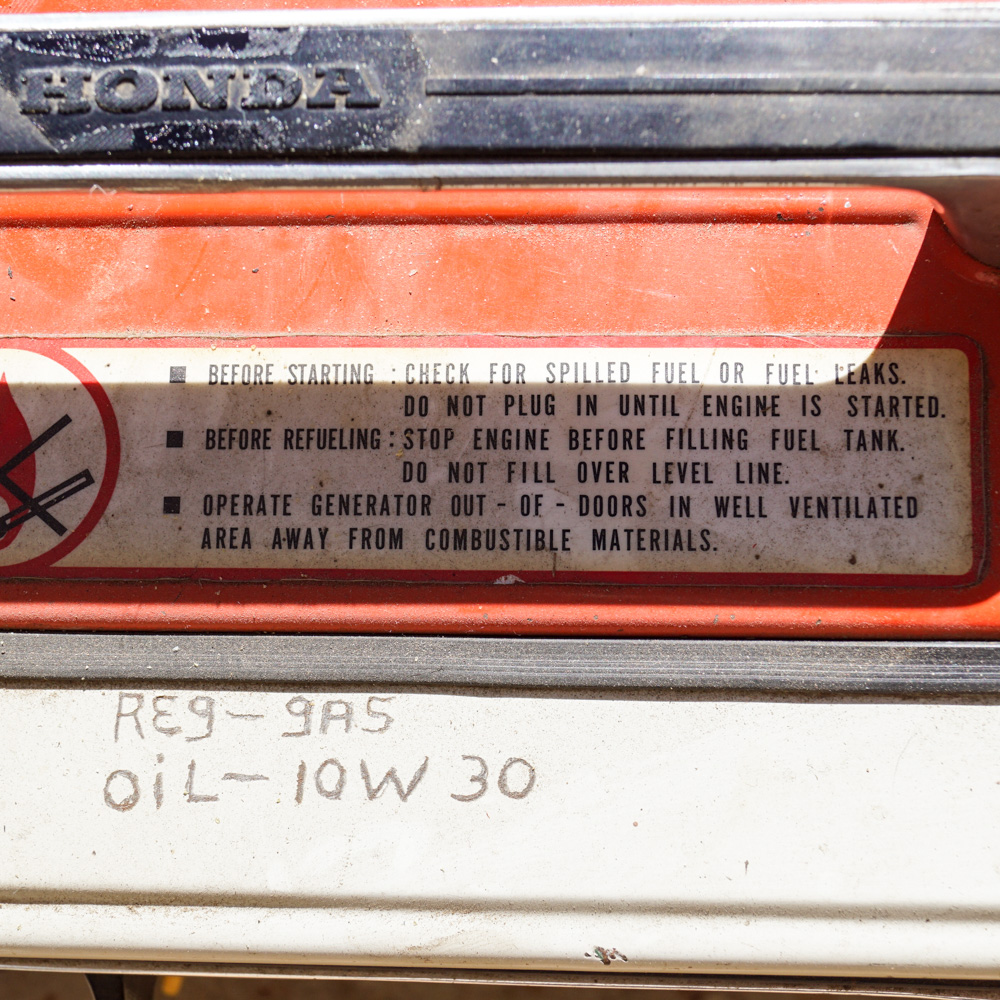 HONDA
■ BEFORE STARTING : CHECK FOR SPILLED FUEL OR FUEL LEAKS.
DO NOT PLUG IN UNTIL ENGINE IS STARTED.
■ BEFORE REFUELING : STOP ENGINE BEFORE FILLING FUEL TANK.
DO NOT FILL OVER LEVEL LINE.
■ OPERATE GENERATOR OUT - OF - DOORS IN WELL VENTILATED
AREA AWAY FROM COMBUSTIBLE MATERIALS.
REg - gAS
OiL - 10W 30